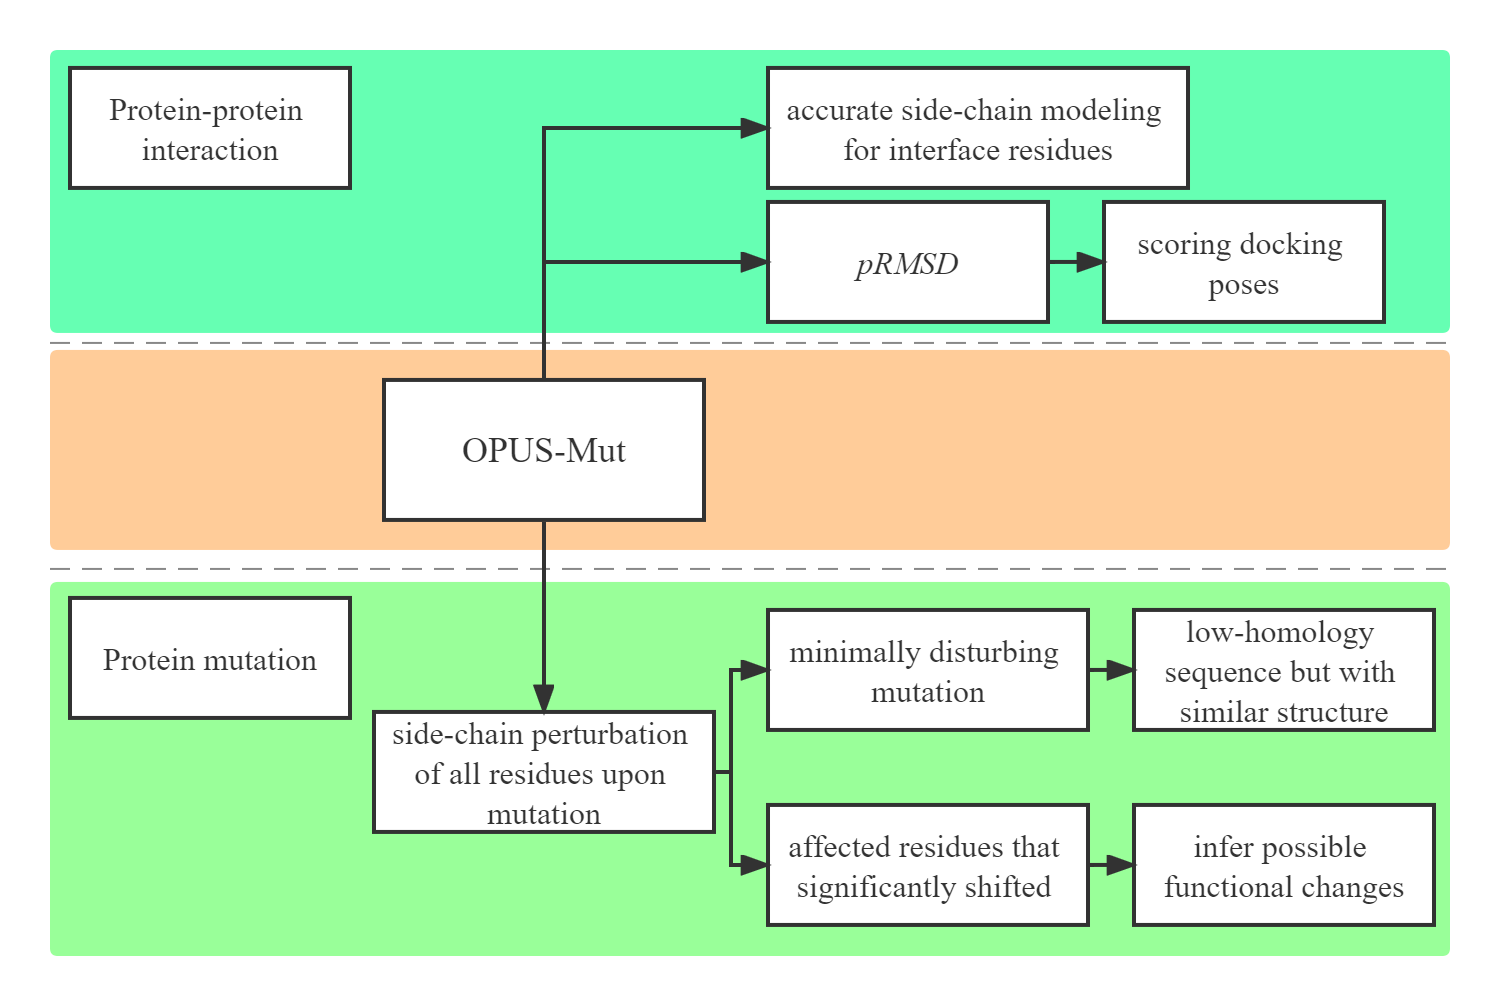 Protein-protein
interaction
accurate side-chain modeling
for interface residues
pRMSD
scoring docking
poses
OPUS-Mut
Protein mutation
side-chain perturbation
of all residues upon
mutation
minimally disturbing
mutation
low-homology
sequence but with
similar structure
affected residues that
significantly shifted
infer possible
functional changes